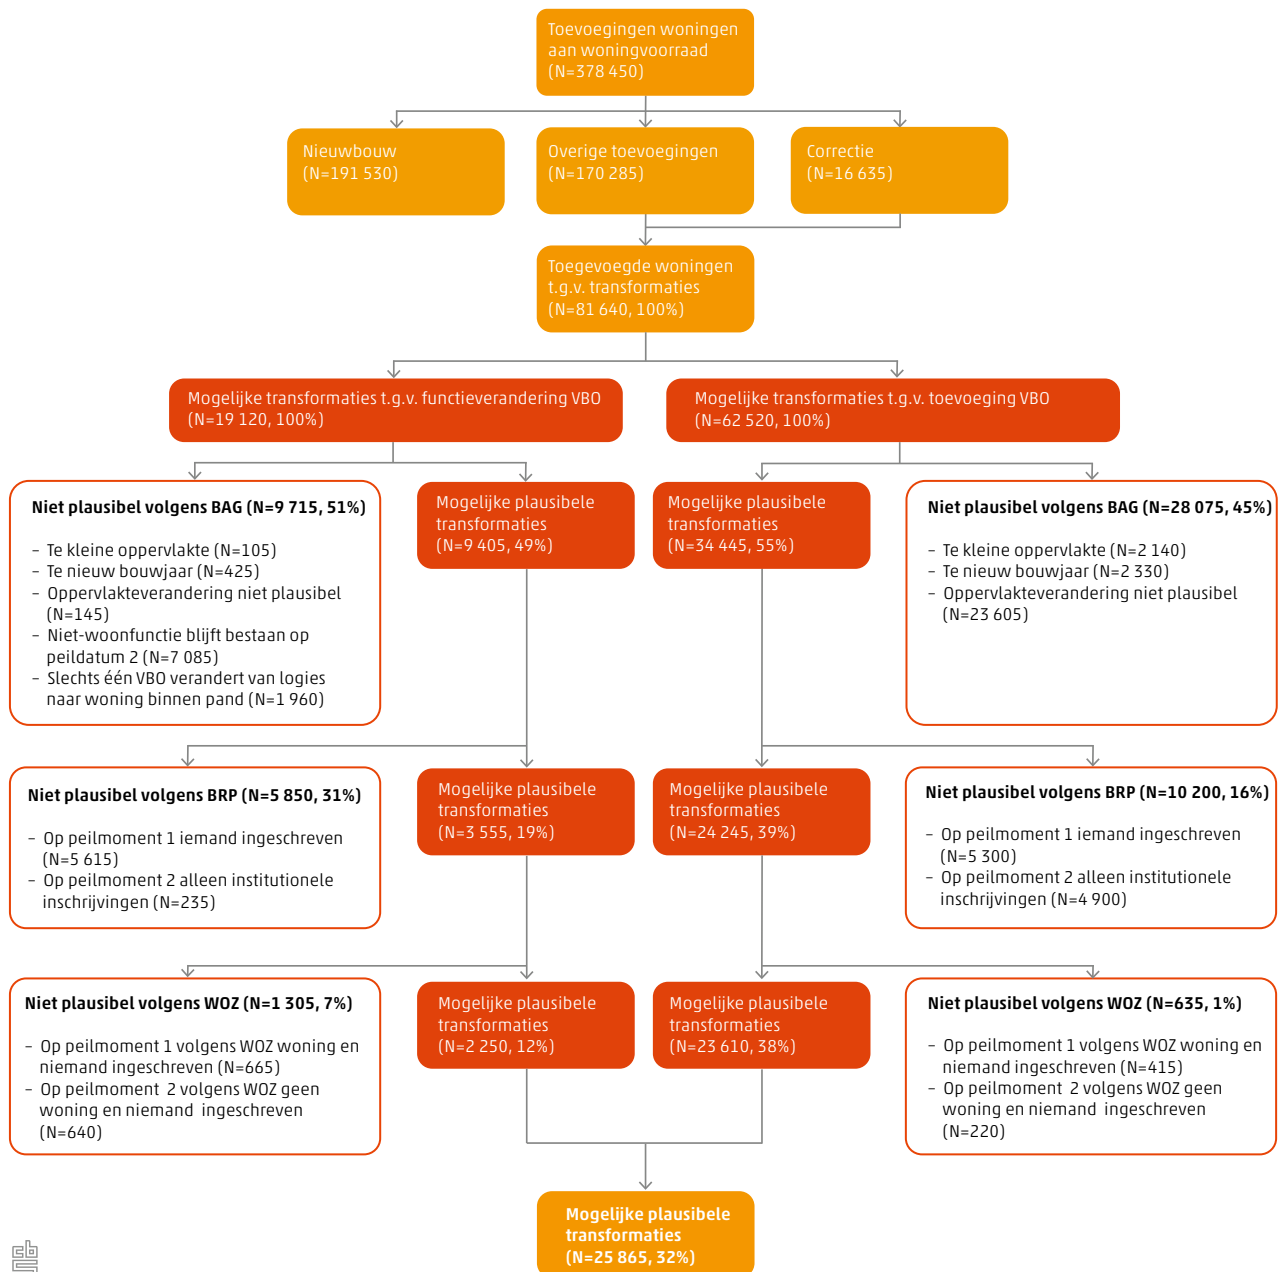 Toevoegingen woningen
aan woningvoorraad
(N=378 450)
Nieuwbouw
(N=191 530)
Overige toevoegingen
(N=170 285)
Correctie
(N=16 635)
Toegevoegde woningen
t.g.v. transformaties
(N=81 640, 100%)
Mogelijke transformaties t.g.v. functieverandering VBO
(N=19 120, 100%)
Mogelijke transformaties t.g.v. toevoeging VBO
(N=62 520, 100%)
Niet plausibel volgens BAG (N=9 715, 51%)
– Te kleine oppervlakte (N=105)
– Te nieuw bouwjaar (N=425)
– Oppervlakteverandering niet plausibel
(N=145)
– Niet-woonfunctie blijft bestaan op
peildatum 2 (N=7 085)
– Slechts één VBO verandert van logies
naar woning binnen pand (N=1 960)
Mogelijke plausibele
transformaties
(N=9 405, 49%)
Mogelijke plausibele
transformaties
(N=34 445, 55%)
Niet plausibel volgens BAG (N=28 075, 45%)
– Te kleine oppervlakte (N=2 140)
– Te nieuw bouwjaar (N=2 330)
– Oppervlakteverandering niet plausibel
(N=23 605)
Niet plausibel volgens BRP (N=5 850, 31%)
– Op peilmoment 1 iemand ingeschreven
(N=5 615)
– Op peilmoment 2 alleen institutionele
inschrijvingen (N=235)
Mogelijke plausibele
transformaties
(N=3 555, 19%)
Mogelijke plausibele
transformaties
(N=24 245, 39%)
Niet plausibel volgens BRP (N=10 200, 16%)
– Op peilmoment 1 iemand ingeschreven
(N=5 300)
– Op peilmoment 2 alleen institutionele
inschrijvingen (N=4 900)
Niet plausibel volgens WOZ (N=1 305, 7%)
– Op peilmoment 1 volgens WOZ woning en
niemand ingeschreven (N=665)
– Op peilmoment 2 volgens WOZ geen
woning en niemand ingeschreven
(N=640)
Mogelijke plausibele
transformaties
(N=2 250, 12%)
Mogelijke plausibele
transformaties
(N=23 610, 38%)
Niet plausibel volgens WOZ (N=635, 1%)
– Op peilmoment 1 volgens WOZ woning en
niemand ingeschreven (N=415)
– Op peilmoment 2 volgens WOZ geen
woning en niemand ingeschreven
(N=220)
Mogelijke plausibele
transformaties
(N=25 865, 32%)
cb